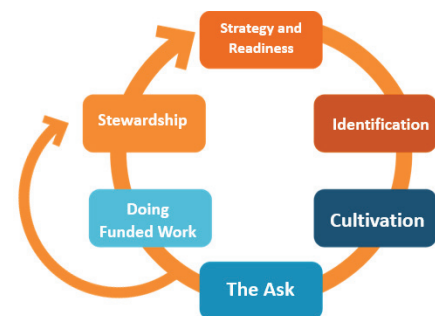 Strategy and
Readiness
Identification
Cultivation
The Ask
Doing
Funded Work
Stewardship